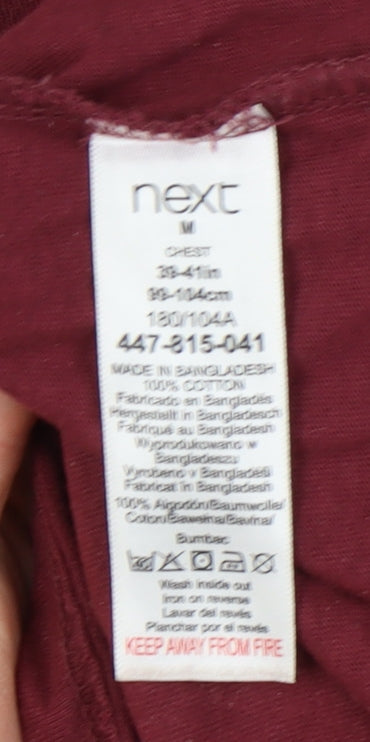 next
M
CHEST
39-41in
99-104cm
180/104A
447-815-041
MADE IN BANGLADESH
100% COTTON
Fabricado en Bangladés
Hergestellt in Bangladesch
Fabriqué au Bangladesh
Wyprodukowano w
Bangladeszu
Vyrobeno v Bangladéši
Fabricat în Bangladesh
100% Algodón/Baumwolle/
Coton/Bawełna/Bavlna/
Bumbac
Wash inside out
Iron on reverse
Lavar del revés
Planchar por el revés
KEEP AWAY FROM FIRE